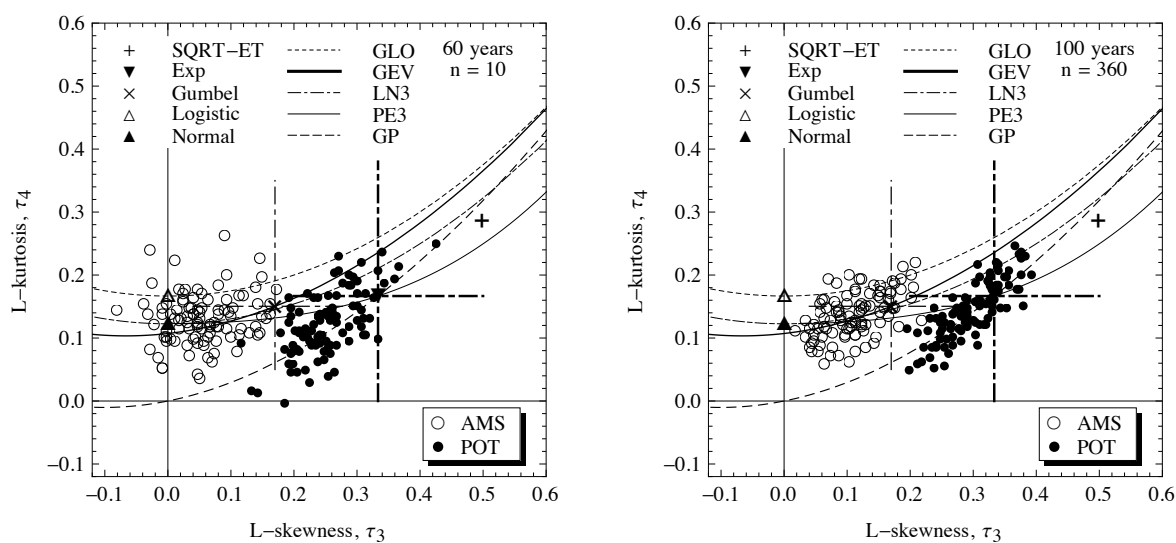 0.6
0.5
0.4
0.3
0.2
0.1
0.0
−0.1
L−kurtosis, τ4
SQRT−ET
Exp
Gumbel
Logistic
Normal
GLO
GEV
LN3
PE3
GP
60 years
n = 10
AMS
POT
−0.1 0.0 0.1 0.2 0.3 0.4 0.5 0.6
L−skewness, τ3
0.6
0.5
0.4
0.3
0.2
0.1
0.0
−0.1
L−kurtosis, τ4
SQRT−ET
Exp
Gumbel
Logistic
Normal
GLO
GEV
LN3
PE3
GP
100 years
n = 360
AMS
POT
−0.1 0.0 0.1 0.2 0.3 0.4 0.5 0.6
L−skewness, τ3